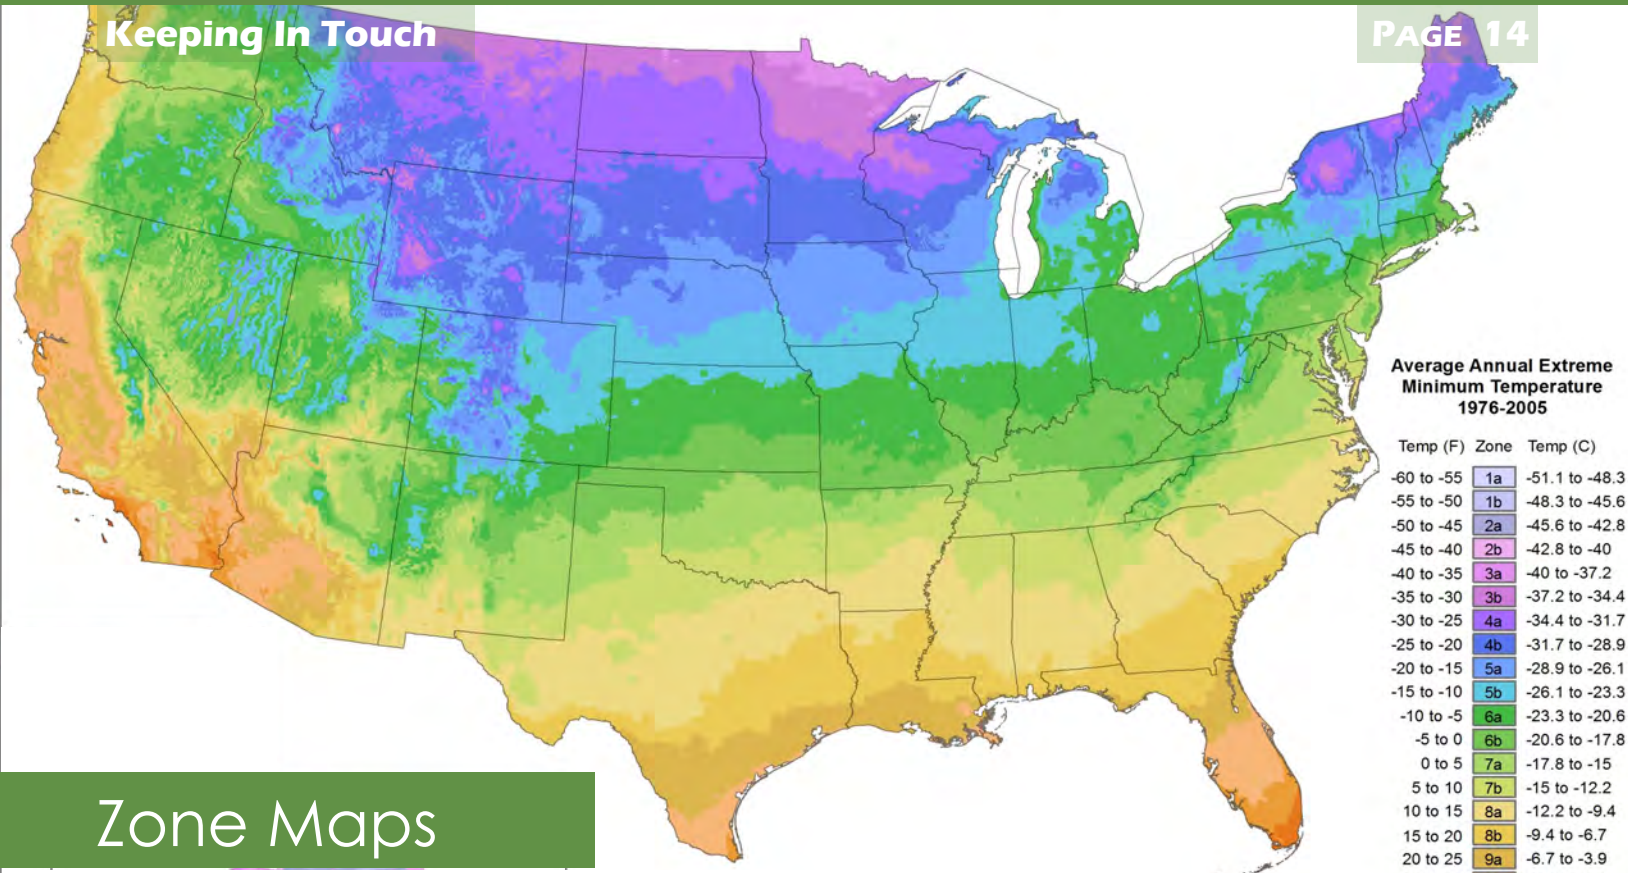 Keeping In Touch
PAGE 14
Average Annual Extreme
Minimum Temperature
1976-2005
Temp (F) Zone Temp (C)
-60 to -55 1a -51.1 to -48.3
-55 to -50 1b -48.3 to -45.6
-50 to -45 2a -45.6 to -42.8
-45 to -40 2b -42.8 to -40
-40 to -35 3a -40 to -37.2
-35 to -30 3b -37.2 to -34.4
-30 to -25 4a -34.4 to -31.7
-25 to -20 4b -31.7 to -28.9
-20 to -15 5a -28.9 to -26.1
-15 to -10 5b -26.1 to -23.3
-10 to -5 6a -23.3 to -20.6
-5 to 0 6b -20.6 to -17.8
0 to 5 7a -17.8 to -15
5 to 10 7b -15 to -12.2
10 to 15 8a -12.2 to -9.4
15 to 20 8b -9.4 to -6.7
20 to 25 9a -6.7 to -3.9
Zone Maps